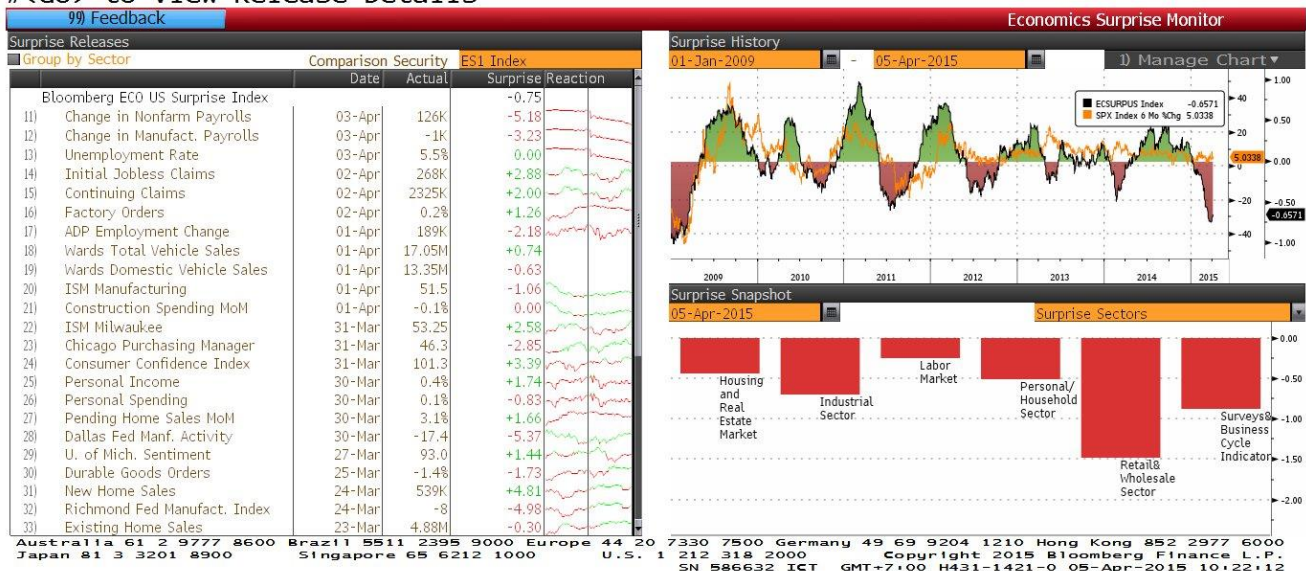 #<GO> to View Release Details
99) Feedback Economics Surprise Monitor
Surprise Releases
Group by Sector Comparison Security ES1 Index
Date Actual Surprise Reaction
Bloomberg ECO US Surprise Index -0.75
11) Change in Nonfarm Payrolls 03-Apr 126K -5.18
12) Change in Manufact. Payrolls 03-Apr -1K -3.23
13) Unemployment Rate 03-Apr 5.5% 0.00
14) Initial Jobless Claims 02-Apr 268K +2.88
15) Continuing Claims 02-Apr 2325K +2.00
16) Factory Orders 02-Apr 0.2% +1.26
17) ADP Employment Change 01-Apr 189K -2.18
18) Wards Total Vehicle Sales 01-Apr 17.05M +0.74
19) Wards Domestic Vehicle Sales 01-Apr 13.35M -0.63
20) ISM Manufacturing 01-Apr 51.5 -1.06
21) Construction Spending MoM 01-Apr -0.1% 0.00
22) ISM Milwaukee 31-Mar 53.25 +2.58
23) Chicago Purchasing Manager 31-Mar 46.3 -2.85
24) Consumer Confidence Index 31-Mar 101.3 +3.39
25) Personal Income 30-Mar 0.4% +1.74
26) Personal Spending 30-Mar 0.1% -0.83
27) Pending Home Sales MoM 30-Mar 3.1% +1.66
28) Dallas Fed Manf. Activity 30-Mar -17.4 -5.37
29) U. of Mich. Sentiment 27-Mar 93.0 +1.44
30) Durable Goods Orders 25-Mar -1.4% -1.73
31) New Home Sales 24-Mar 539K +4.81
32) Richmond Fed Manufact. Index 24-Mar -8 -4.98
33) Existing Home Sales 23-Mar 4.88M -0.30
Surprise History
01-Jan-2009 - 05-Apr-2015 1) Manage Chart
ECSURPUS Index -0.6571
SPX Index 6 Mo %Chg 5.0338
1.00
40
0.50
20
5.0338
0.00
0
-0.50
-20
-0.6571
-40
-1.00
2009 2010 2011 2012 2013 2014 2015
Surprise Snapshot
05-Apr-2015 Surprise Sectors
0.00
-0.50
-1.00
-1.50
-2.00
Housing
and
Real
Estate
Market
Industrial
Sector
Labor
Market
Personal/
Household
Sector
Retail&
Wholesale
Sector
Surveys&
Business
Cycle
Indicator
Australia 61 2 9777 8600 Brazil 5511 2395 9000 Europe 44 20 7330 7500 Germany 49 69 9204 1210 Hong Kong 852 2977 6000
Japan 81 3 3201 8900 Singapore 65 6212 1000 U.S. 1 212 318 2000 Copyright 2015 Bloomberg Finance L.P.
SN 586632 ICT GMT+7:00 H431-1421-0 05-Apr-2015 10:22:12